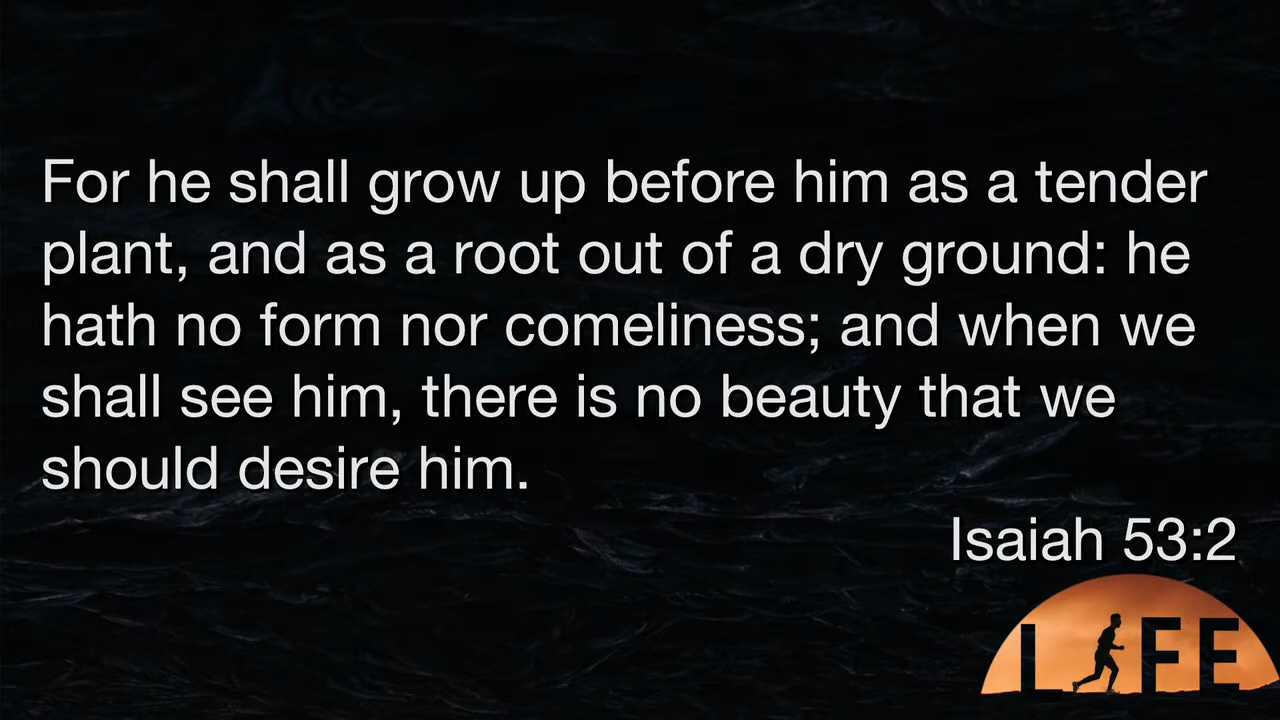 For he shall grow up before him as a tender
plant, and as a root out of a dry ground: he
hath no form nor comeliness; and when we
shall see him, there is no beauty that we
should desire him.
Isaiah 53:2
LIFE